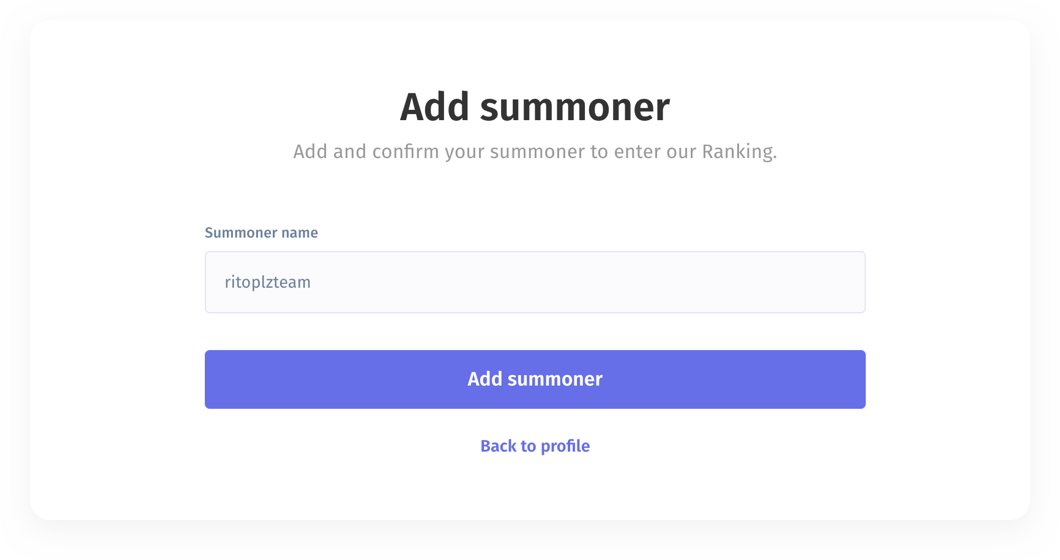 Add summoner
Add and confirm your summoner to enter our Ranking.
Summoner name
ritoplzteam
Add summoner
Back to profile